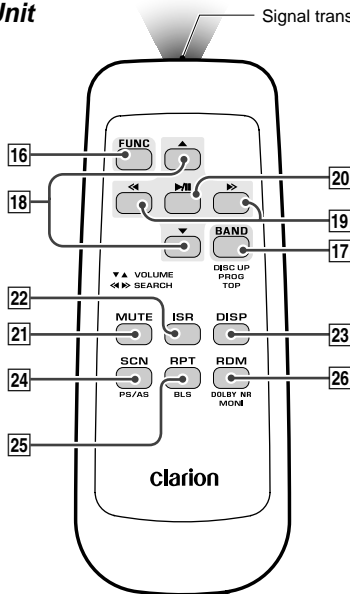 Unit
Signal trans
FUNC
16
18
20
19
BAND
17
▼▲ VOLUME
DISC UP
PROG
TOP
SEARCH
22
MUTE
ISR
DISP
21
23
SCN
RPT
RDM
24
26
PS/AS
BLS
DOLBY NR
MONI
25
clarion